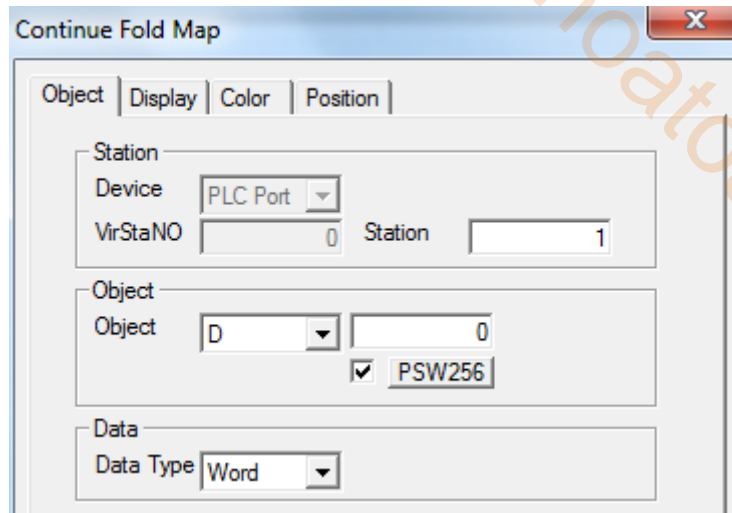 Continue Fold Map
Object Display Color Position
Station
Device PLC Port
VirStaNO 0 Station 1
Object
Object D 0
PSW256
Data
Data Type Word